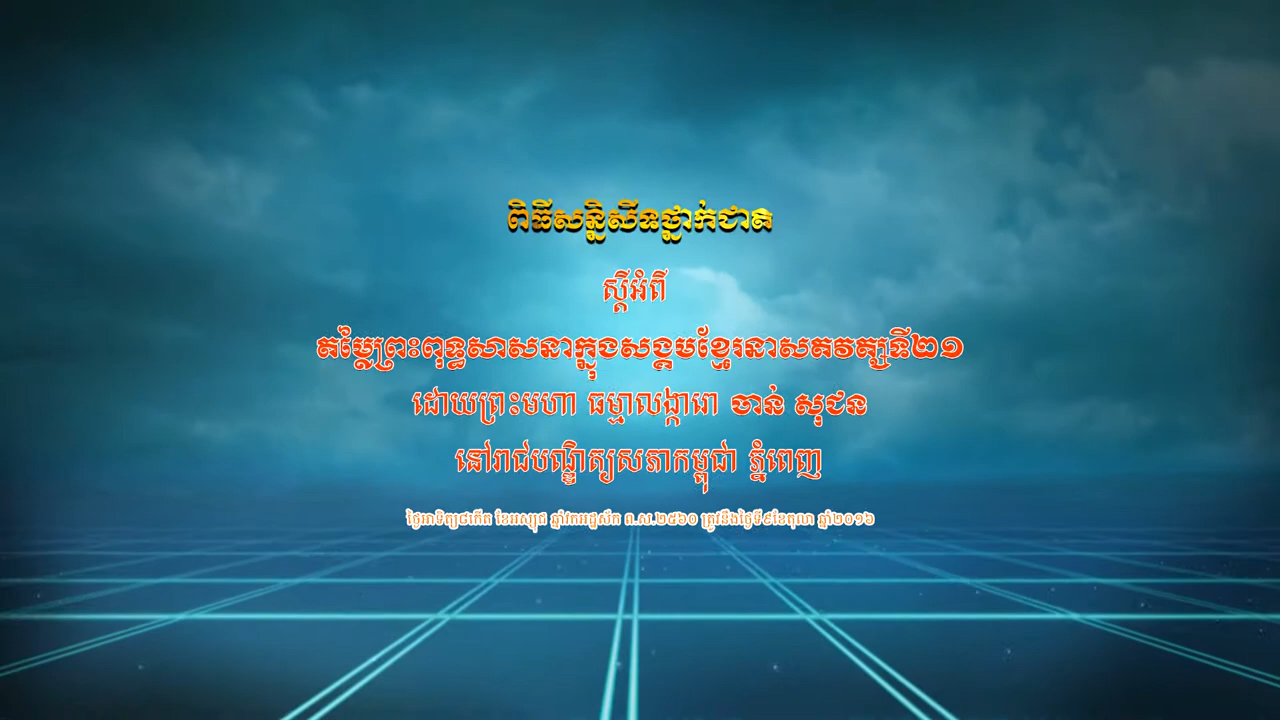 ពិធីសន្និសីទថ្នាក់ជាតិ
ស្តីអំពី
តម្លៃព្រះពុទ្ធសាសនាក្នុងសង្គមខ្មែរនាសតវត្សទី២១
ដោយព្រះមហា ធម្មាលង្ការោ ចាន់ សុជន
នៅរាជបណ្ឌិត្យសភាកម្ពុជា ភ្នំពេញ
ថ្ងៃអាទិត្យ៨កើត ខែអស្សុជ ឆ្នាំវកអដ្ឋស័ក ព.ស.២៥៦០ ត្រូវនឹងថ្ងៃទី៩ខែតុលា ឆ្នាំ២០១៦